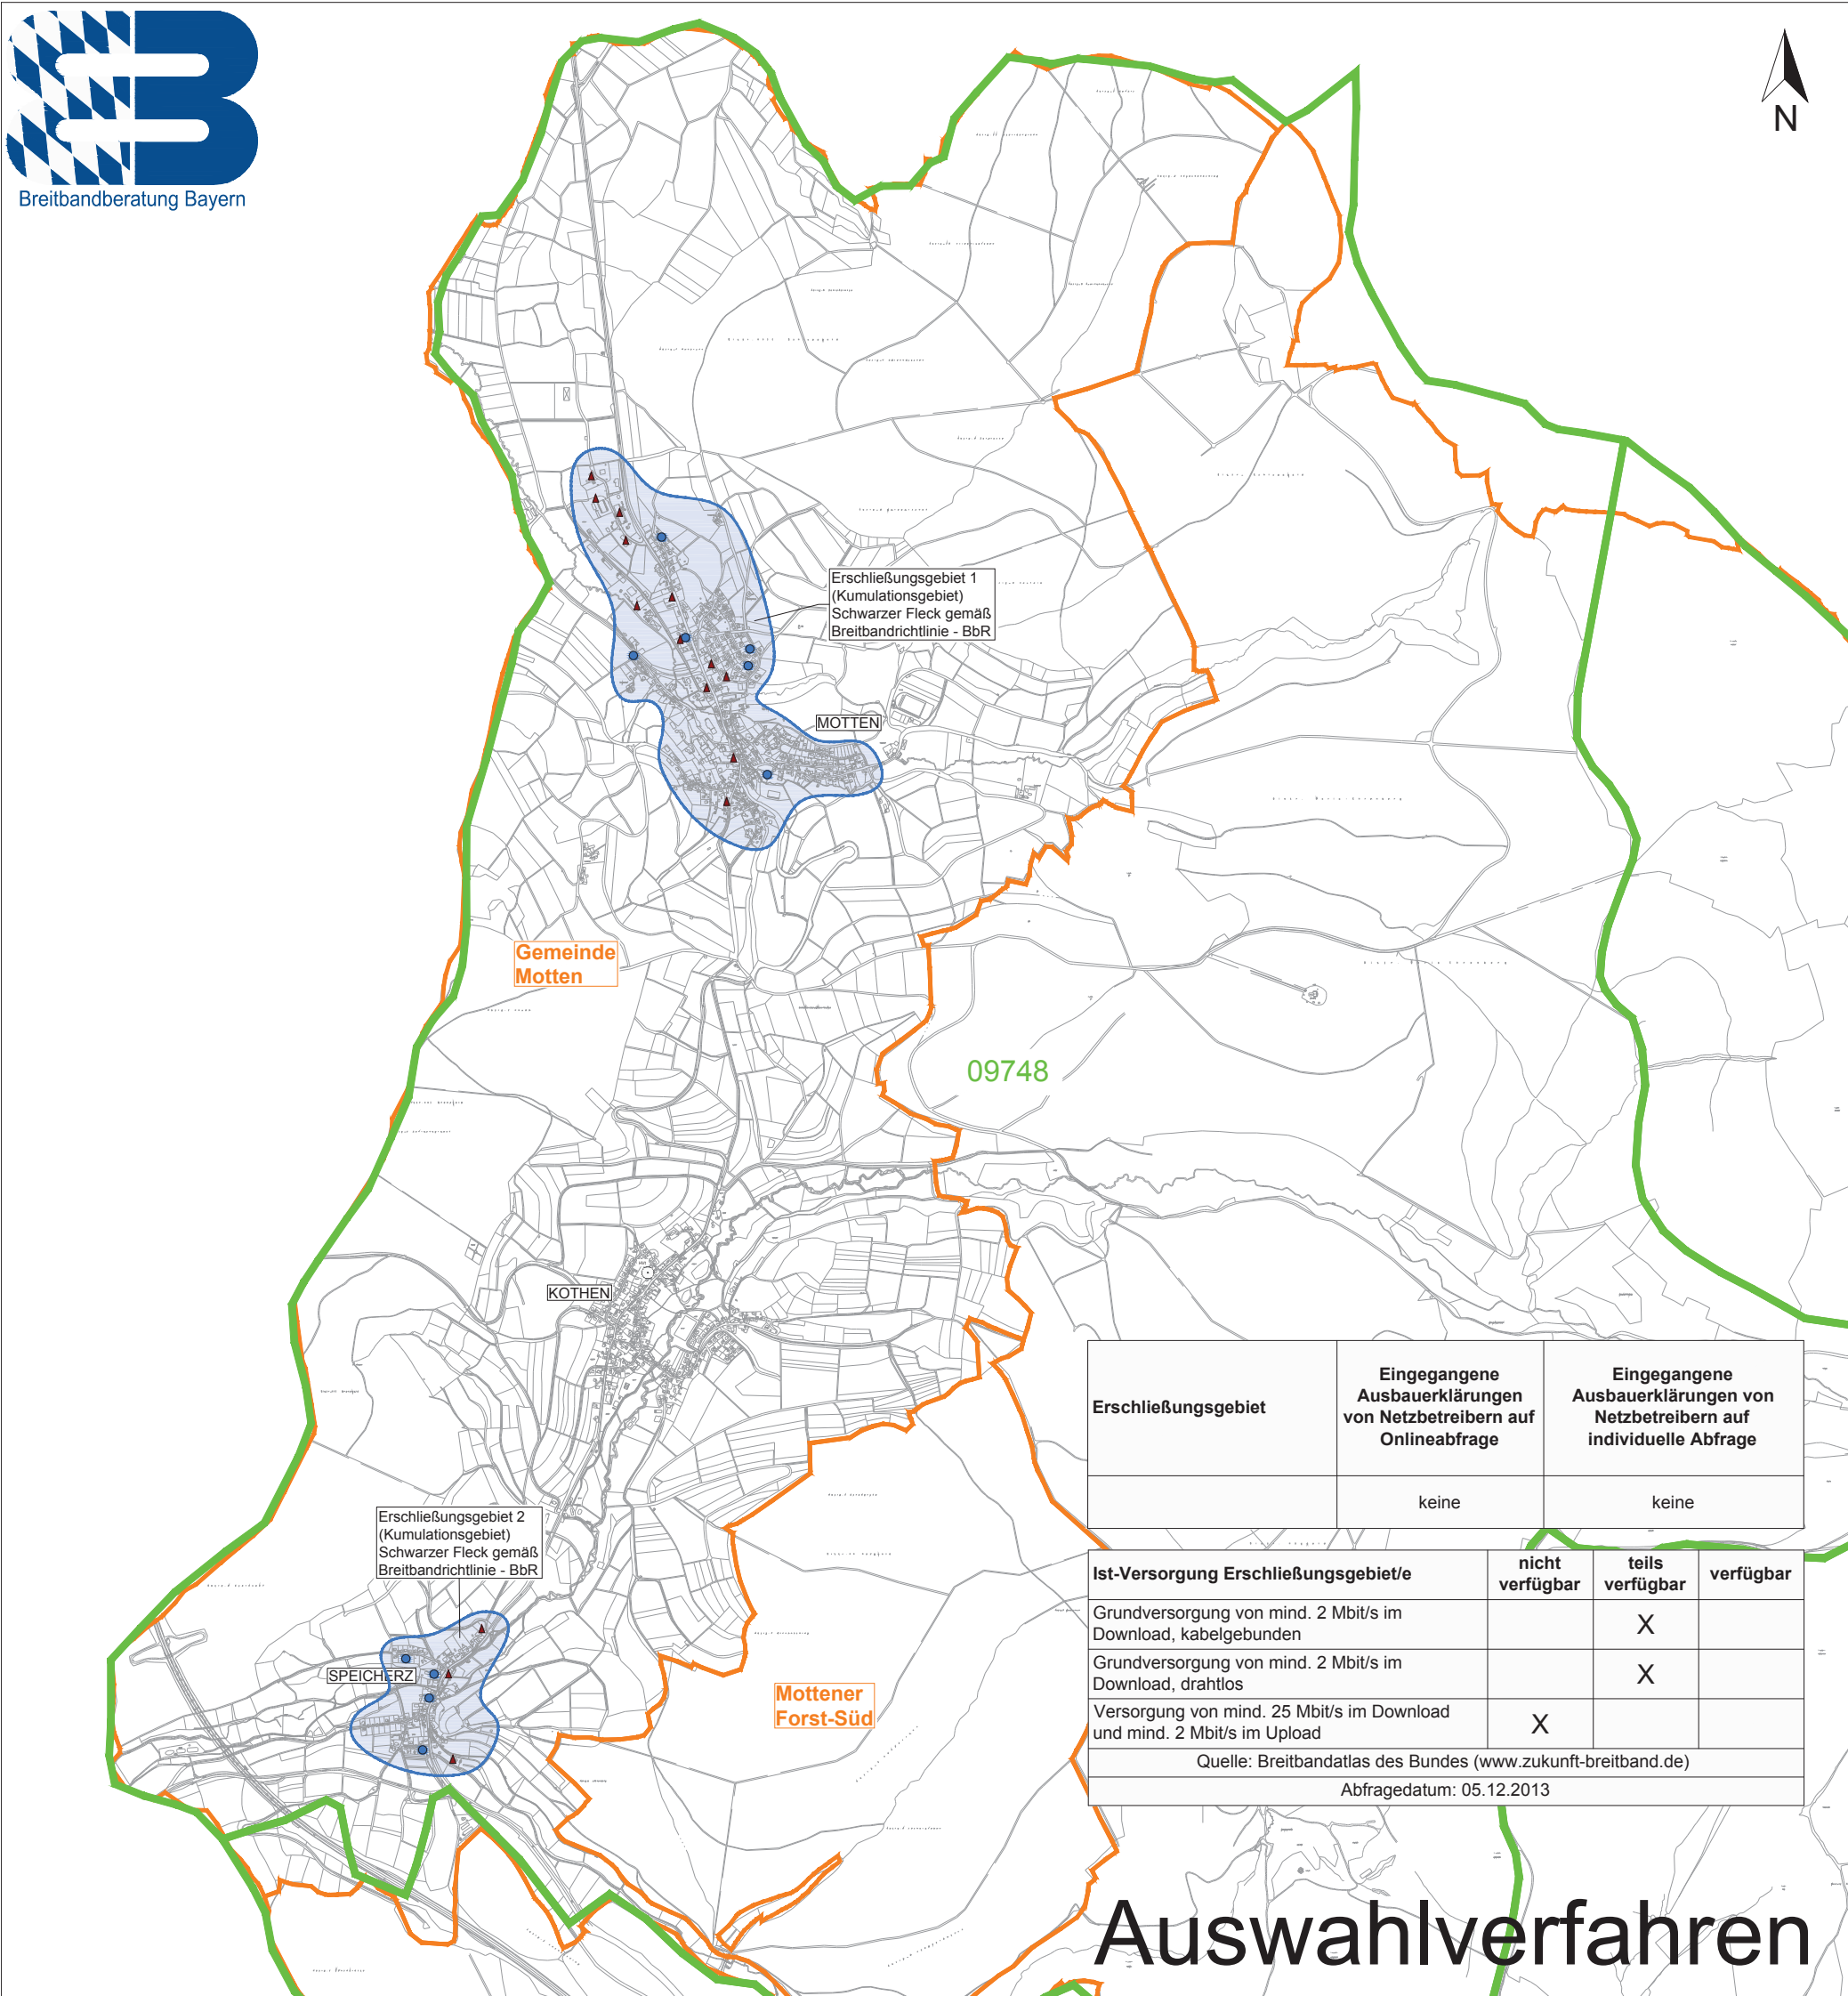 Breitbandberatung Bayern
N
Erschließungsgebiet 1
(Kumulationsgebiet)
Schwarzer Fleck gemäß
Breitbandrichtlinie - BbR
MOTTEN
Gemeinde
Motten
09748
KOTHEN
Erschließungsgebiet 2
(Kumulationsgebiet)
Schwarzer Fleck gemäß
Breitbandrichtlinie - BbR
SPEICHERZ
Mottener
Forst-Süd
Erschließungsgebiet
Eingegangene
Ausbauerklärungen
von Netzbetreibern auf
Onlineabfrage
Eingegangene
Ausbauerklärungen von
Netzbetreibern auf
individuelle Abfrage
keine
keine
Ist-Versorgung Erschließungsgebiet/e
nicht
verfügbar
teils
verfügbar
verfügbar
Grundversorgung von mind. 2 Mbit/s im
Download, kabelgebunden
X
Grundversorgung von mind. 2 Mbit/s im
Download, drahtlos
X
Versorgung von mind. 25 Mbit/s im Download
und mind. 2 Mbit/s im Upload
X
Quelle: Breitbandatlas des Bundes (www.zukunft-breitband.de)
Abfragedatum: 05.12.2013
Auswahlverfahren